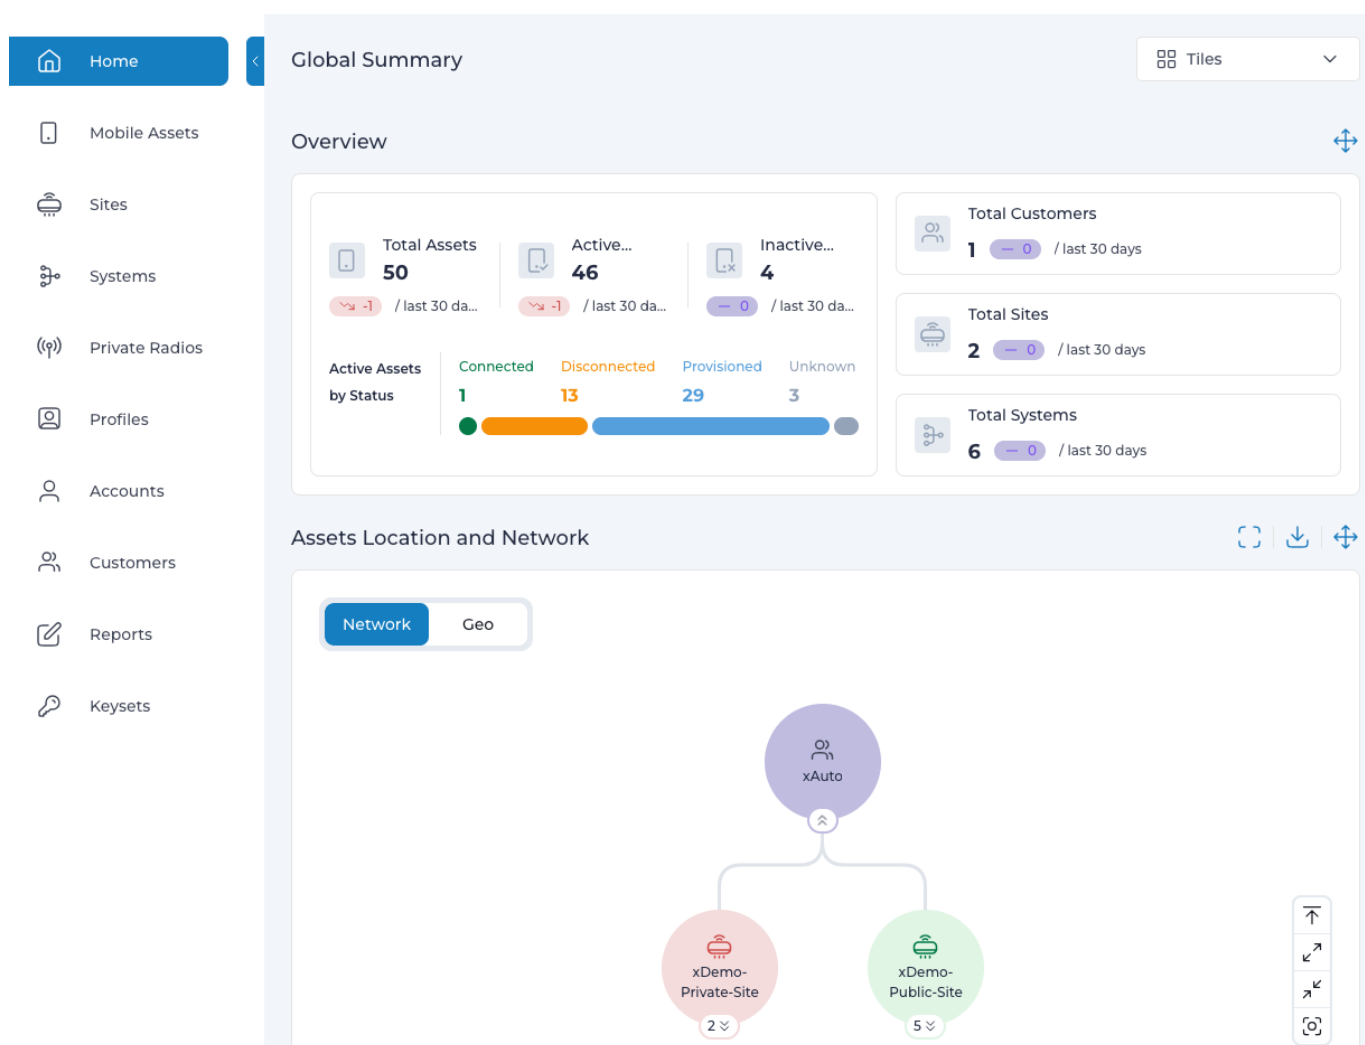 Home
Mobile Assets
Sites
Systems
Private Radios
Profiles
Accounts
Customers
Reports
Keysets
Global Summary
Tiles
Overview
Total Assets
50
-1 / last 30 da...
Active...
46
-1 / last 30 da...
Inactive...
4
— 0 / last 30 da...
Active Assets
by Status
Connected
1
Disconnected
13
Provisioned
29
Unknown
3
Total Customers
1 — 0 / last 30 days
Total Sites
2 — 0 / last 30 days
Total Systems
6 — 0 / last 30 days
Assets Location and Network
Network Geo
xAuto
xDemo-
Private-Site
2
xDemo-
Public-Site
5